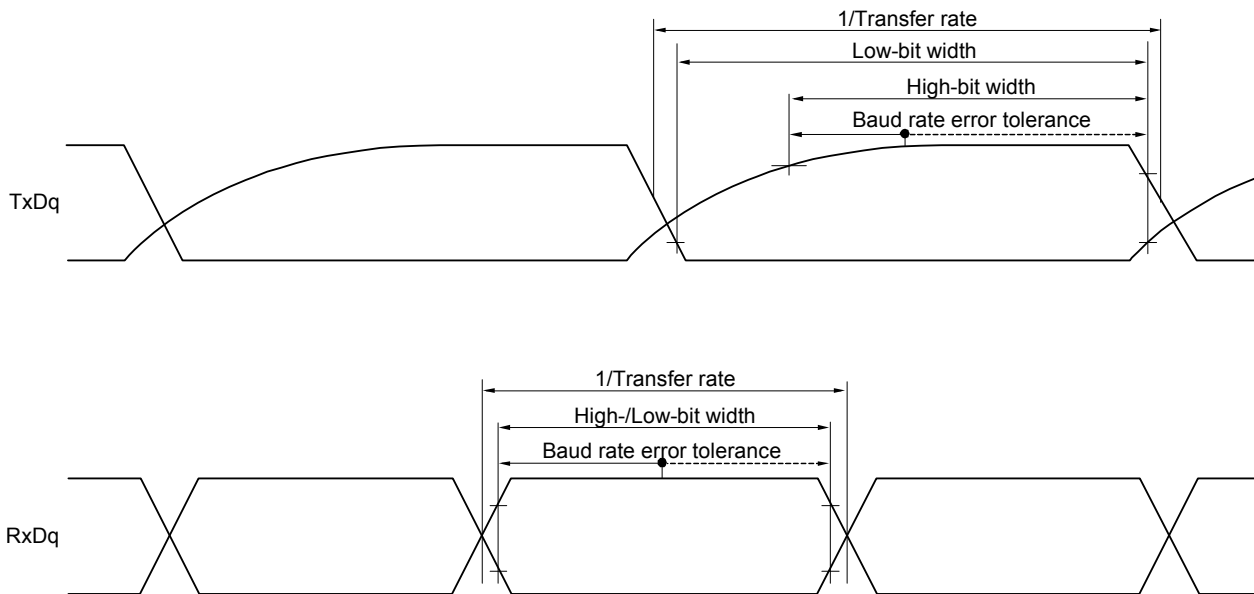 1/Transfer rate
Low-bit width
High-bit width
Baud rate error tolerance
TxDq
1/Transfer rate
High-/Low-bit width
Baud rate error tolerance
RxDq